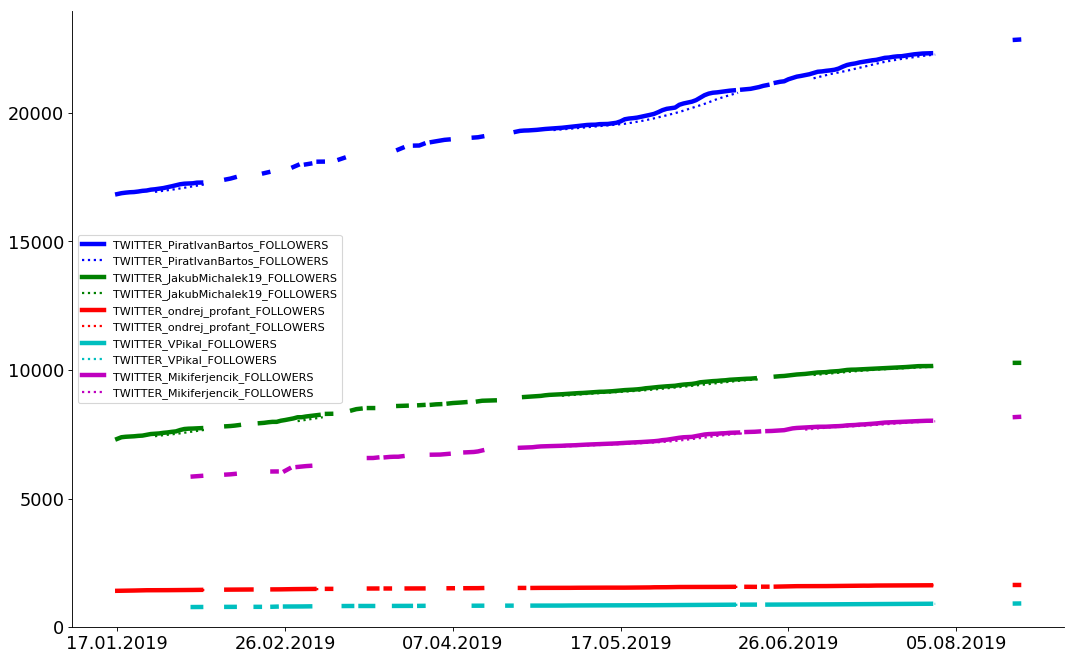 20000
15000
10000
5000
0
TWITTER_PiratIvanBartos_FOLLOWERS
TWITTER_PiratIvanBartos_FOLLOWERS
TWITTER_JakubMichalek19_FOLLOWERS
TWITTER_JakubMichalek19_FOLLOWERS
TWITTER_ondrej_profant_FOLLOWERS
TWITTER_ondrej_profant_FOLLOWERS
TWITTER_VPikal_FOLLOWERS
TWITTER_VPikal_FOLLOWERS
TWITTER_Mikiferjencik_FOLLOWERS
TWITTER_Mikiferjencik_FOLLOWERS
17.01.2019 26.02.2019 07.04.2019 17.05.2019 26.06.2019 05.08.2019